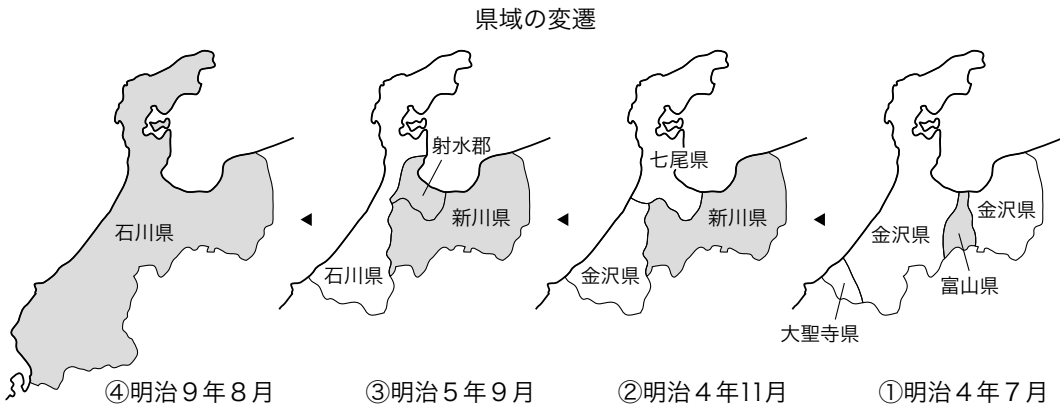 県域の変遷
石川県
④明治9年8月
射水郡
新川県
石川県
③明治5年9月
七尾県
新川県
金沢県
②明治4年11月
金沢県
金沢県
富山県
大聖寺県
①明治4年7月